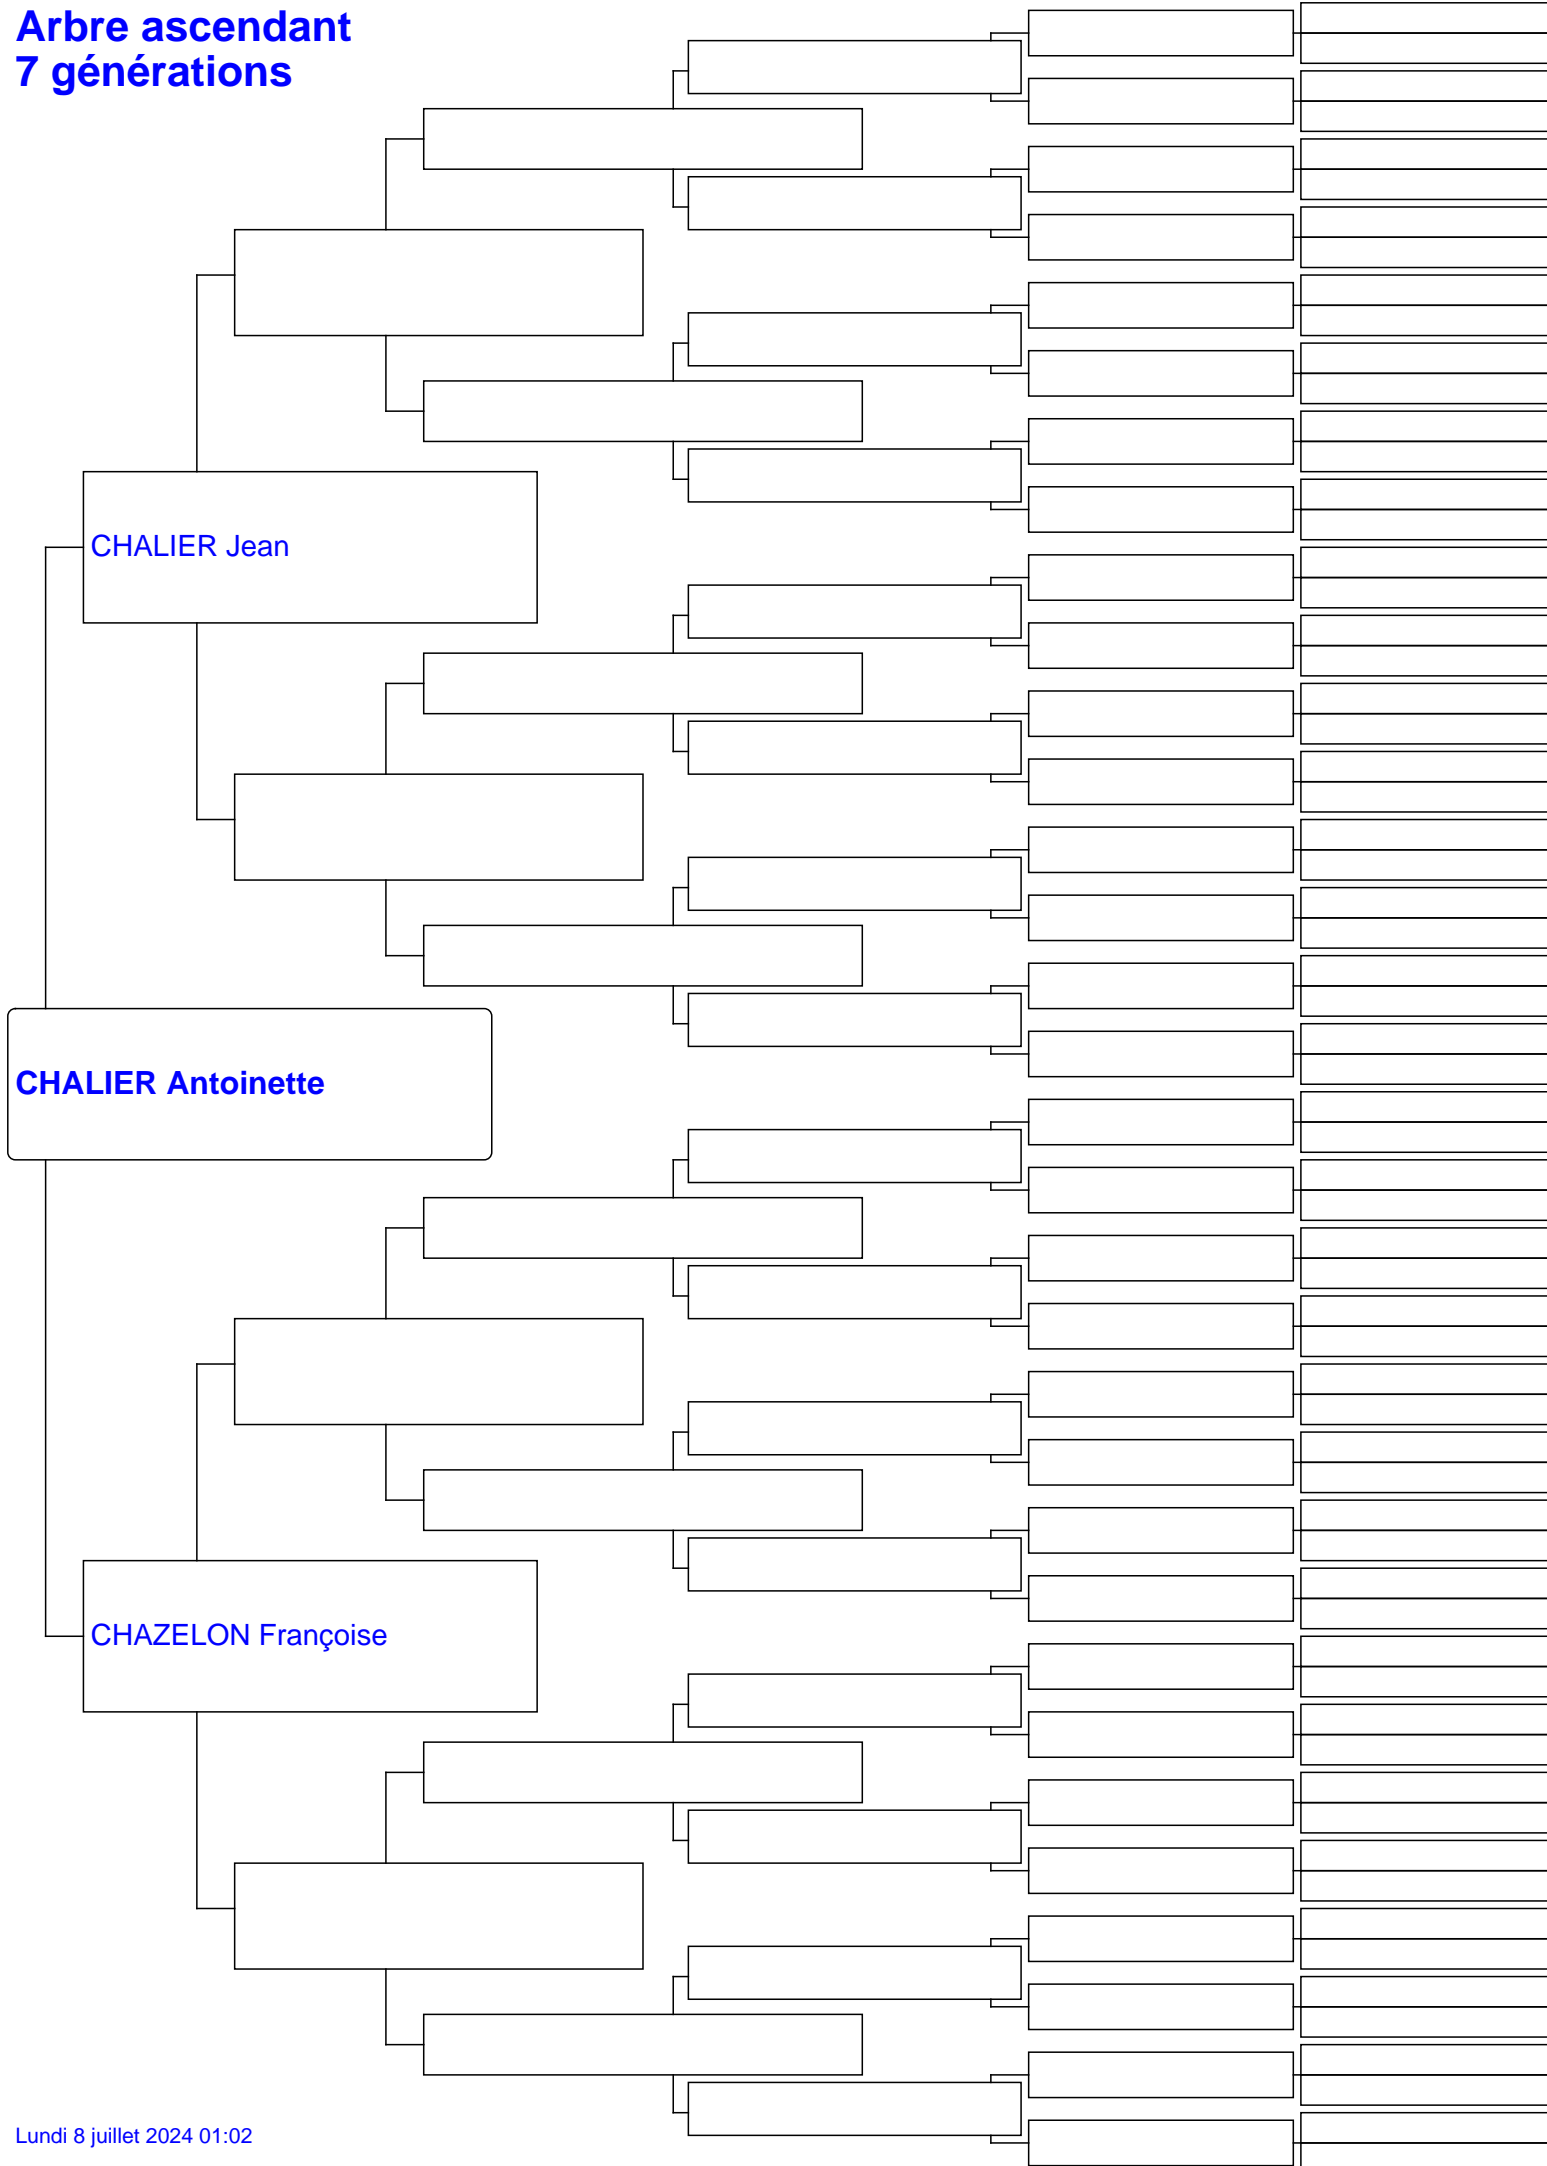 Arbre ascendant
7 générations
CHALIER Jean
CHALIER Antoinette
CHAZELON Françoise
Lundi 8 juillet 2024 01:02